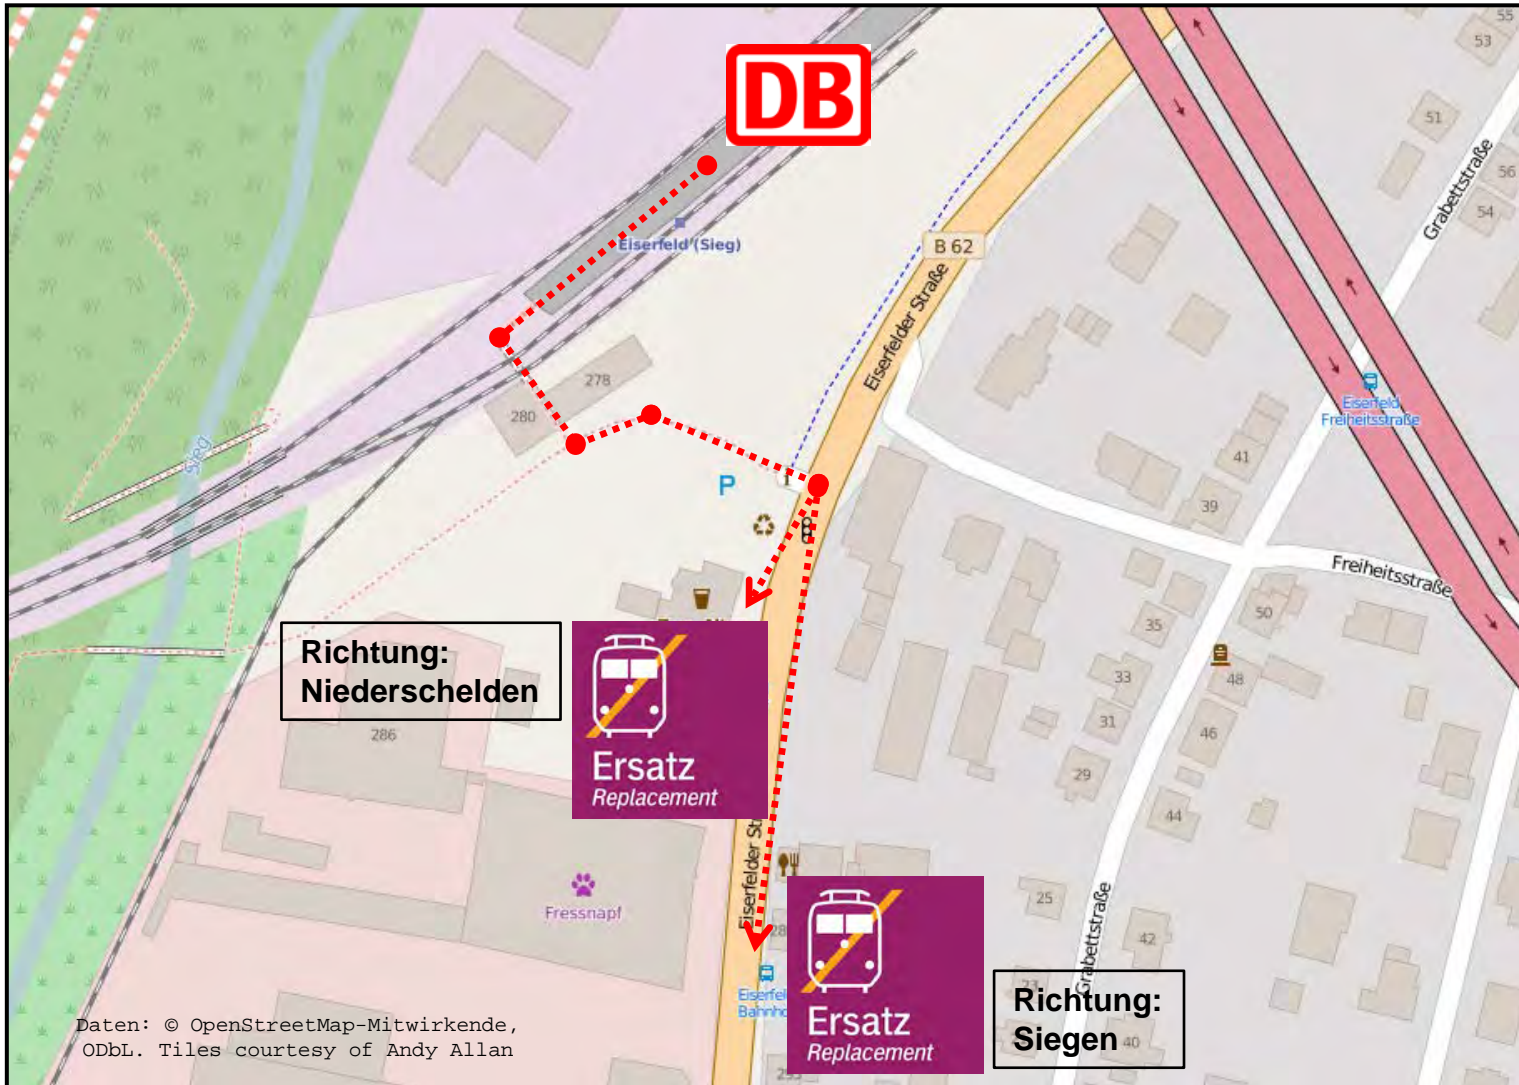 55
53
DB
51
Grabettstraße
56
54
Eiserfeld (Sieg)
B 62
Eiserfelder Straße
278
280
Eiserfeld
Freiheitsstraße
Sieg
41
39
P
Freiheitsstraße
50
35
Richtung:
Niederschelden
33
48
31
46
286
29
44
Ersatz
Replacement
Eiserfelder
Fressnapf
25
42
Grabettstraße
Richtung:
Siegen
40
Ersatz
Replacement
Daten: © OpenStreetMap-Mitwirkende,
ODbL. Tiles courtesy of Andy Allan